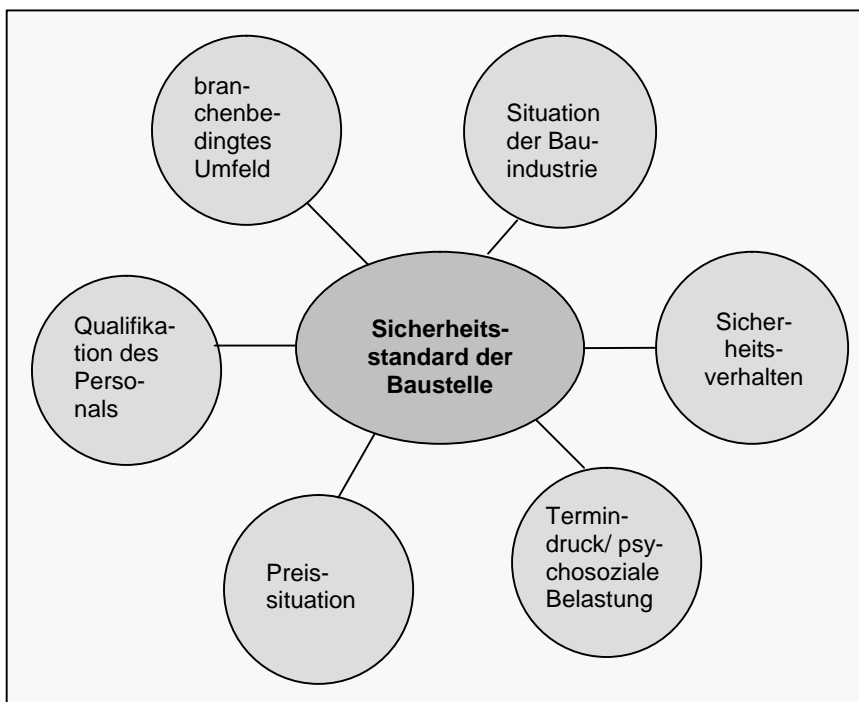 bran-
chenbe-
dingtes
Umfeld
Situation
der Bau-
industrie
Qualifika-
tion des
Perso-
nals
Sicherheits-
standard der
Baustelle
Sicher-
heits-
verhalten
Preis-
situation
Termin-
druck/ psy-
chosoziale
Belastung